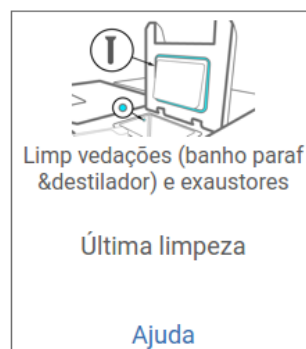 Limp vedações (banho paraf
&destilador) e exaustores
Última limpeza
Ajuda